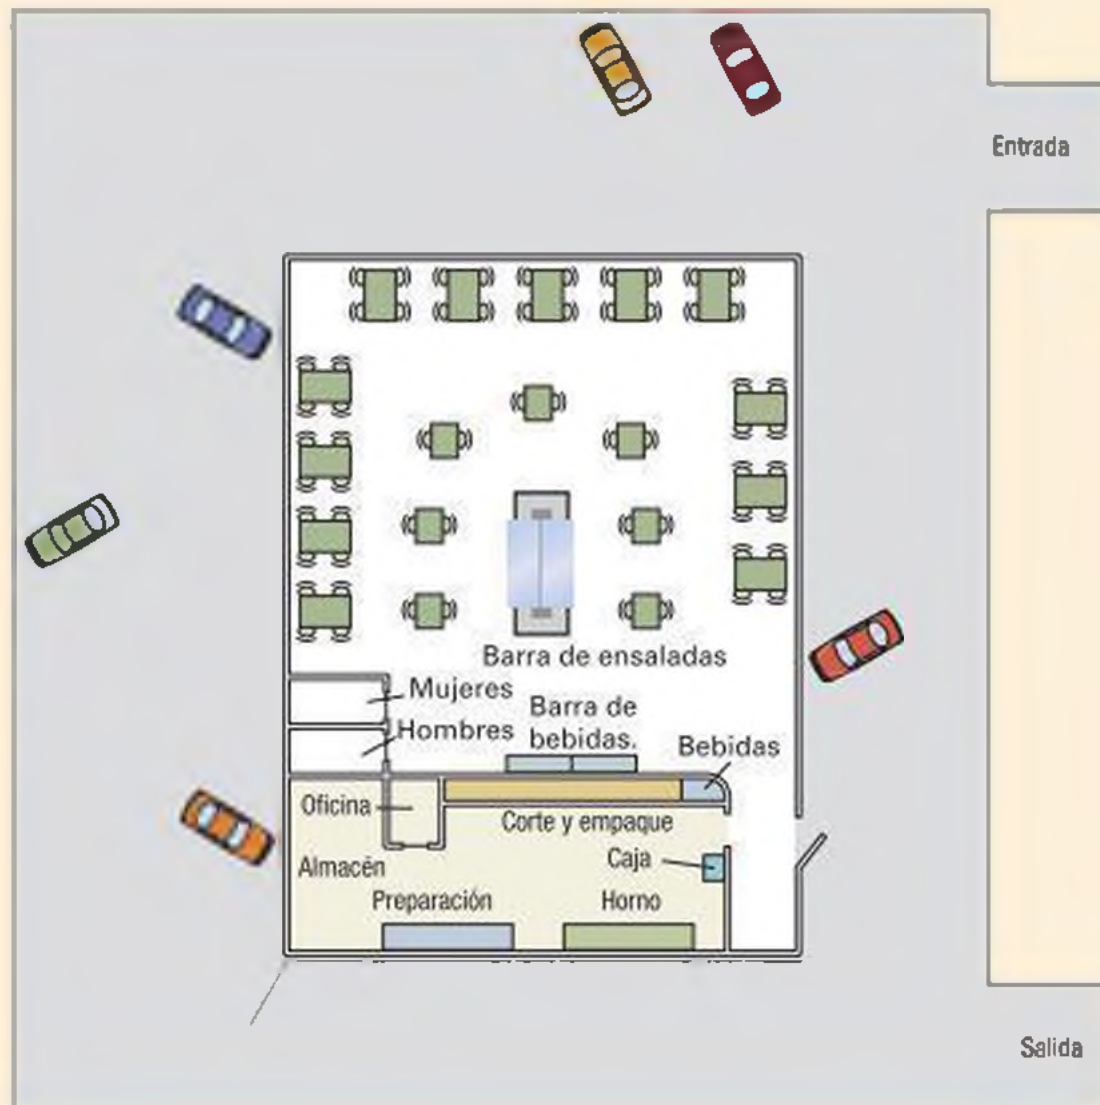 Entrada
Barra de ensaladas
Mujeres
Hombres
Barra de
bebidas.
Bebidas
Oficina
Corte y empaque
Almacén
Caja
Preparación
Horno
Salida